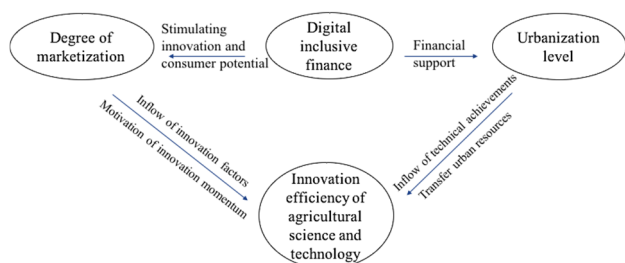 Degree of
marketization
Stimulating
innovation and
consumer potential
Digital
inclusive
finance
Financial
support
Urbanization
level
Inflow of innovation factors
Motivation of innovation momentum
Inflow of technical achievements
Transfer urban resources
Innovation
efficiency of
agricultural
science and
technology